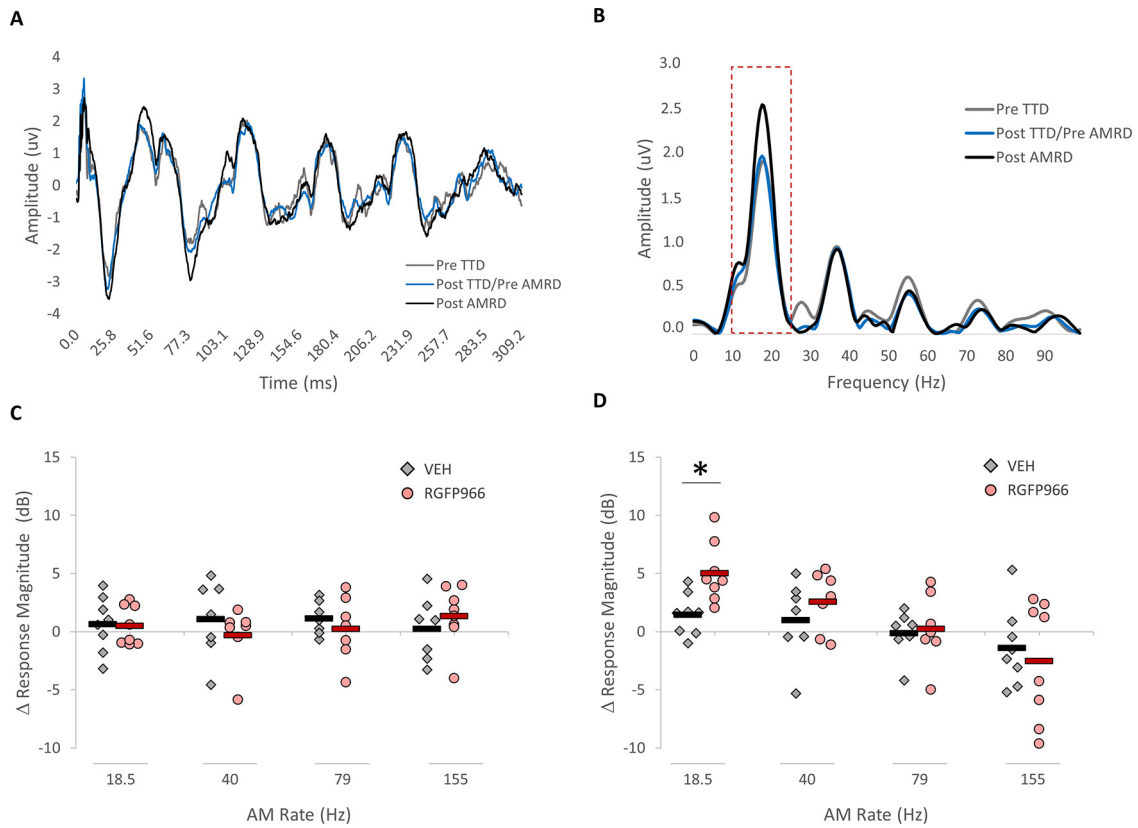 A
4
3
2
1
0
-1
-2
-3
-4
Amplitude (uv)
Pre TTD
Post TTD/Pre AMRD
Post AMRD
0.0 25.8 51.6 77.3 103.1 128.9 154.6 180.4 206.2 231.9 257.7 283.5 309.2
Time (ms)
B
3.0
2.5
2.0
1.5
1.0
0.5
0.0
Amplitude (uV)
Pre TTD
Post TTD/Pre AMRD
Post AMRD
0 10 20 30 40 50 60 70 80 90
Frequency (Hz)
C
15
10
5
0
-5
-10
Δ Response Magnitude (dB)
VEH
RGFP966
18.5 40 79 155
AM Rate (Hz)
D
15
10
5
0
-5
-10
Δ Response Magnitude (dB)
VEH
RGFP966
*
18.5 40 79 155
AM Rate (Hz)